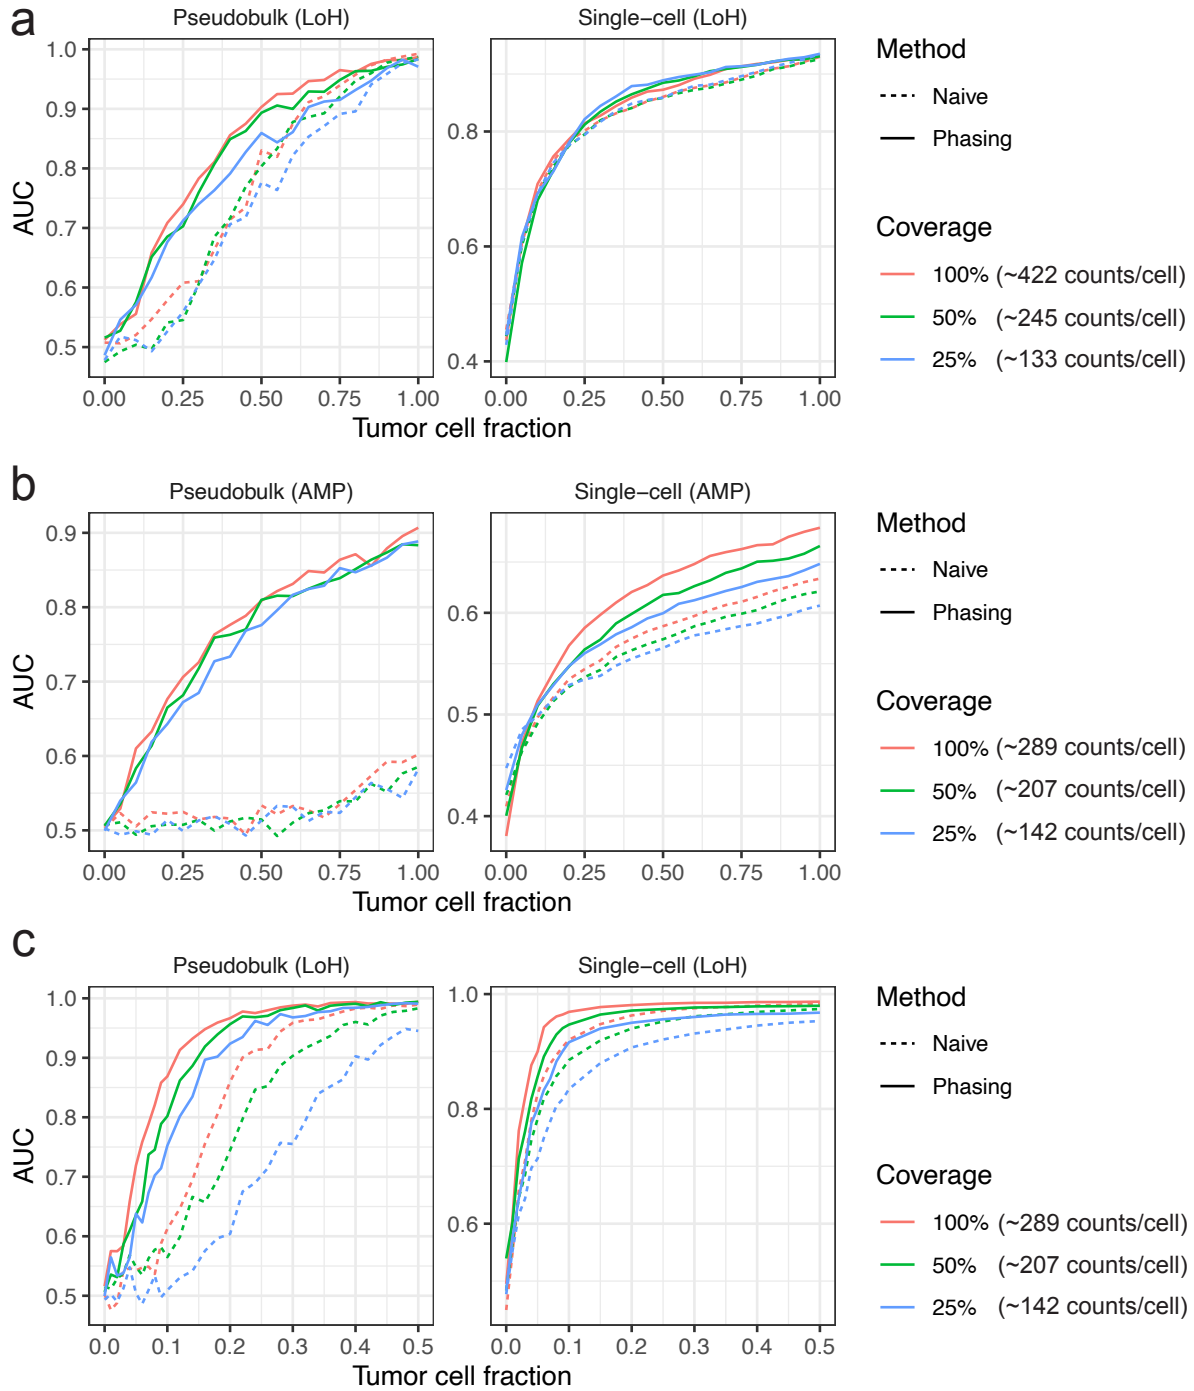 a
Pseudobulk (LoH)
Single−cell (LoH)
AUC
1.0
0.9
0.8
0.7
0.6
0.5
0.8
0.6
0.4
0.00 0.25 0.50 0.75 1.00
0.00 0.25 0.50 0.75 1.00
Tumor cell fraction
Method
Naive
Phasing
Coverage
100% (~422 counts/cell)
50% (~245 counts/cell)
25% (~133 counts/cell)
b
Pseudobulk (AMP)
Single−cell (AMP)
AUC
0.9
0.8
0.7
0.6
0.5
0.6
0.5
0.4
0.00 0.25 0.50 0.75 1.00
0.00 0.25 0.50 0.75 1.00
Tumor cell fraction
Method
Naive
Phasing
Coverage
100% (~289 counts/cell)
50% (~207 counts/cell)
25% (~142 counts/cell)
c
Pseudobulk (LoH)
Single−cell (LoH)
AUC
1.0
0.9
0.8
0.7
0.6
0.5
1.0
0.8
0.6
0.0 0.1 0.2 0.3 0.4 0.5
0.0 0.1 0.2 0.3 0.4 0.5
Tumor cell fraction
Method
Naive
Phasing
Coverage
100% (~289 counts/cell)
50% (~207 counts/cell)
25% (~142 counts/cell)